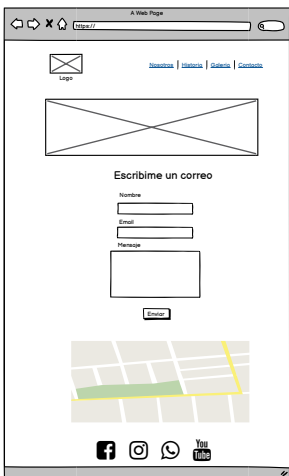 A Web Page
https://
Logo
Nosotros | Historia | Galeria | Contacto
Escribime un correo
Nombre
Email
Mensaje
Enviar
You
Tube